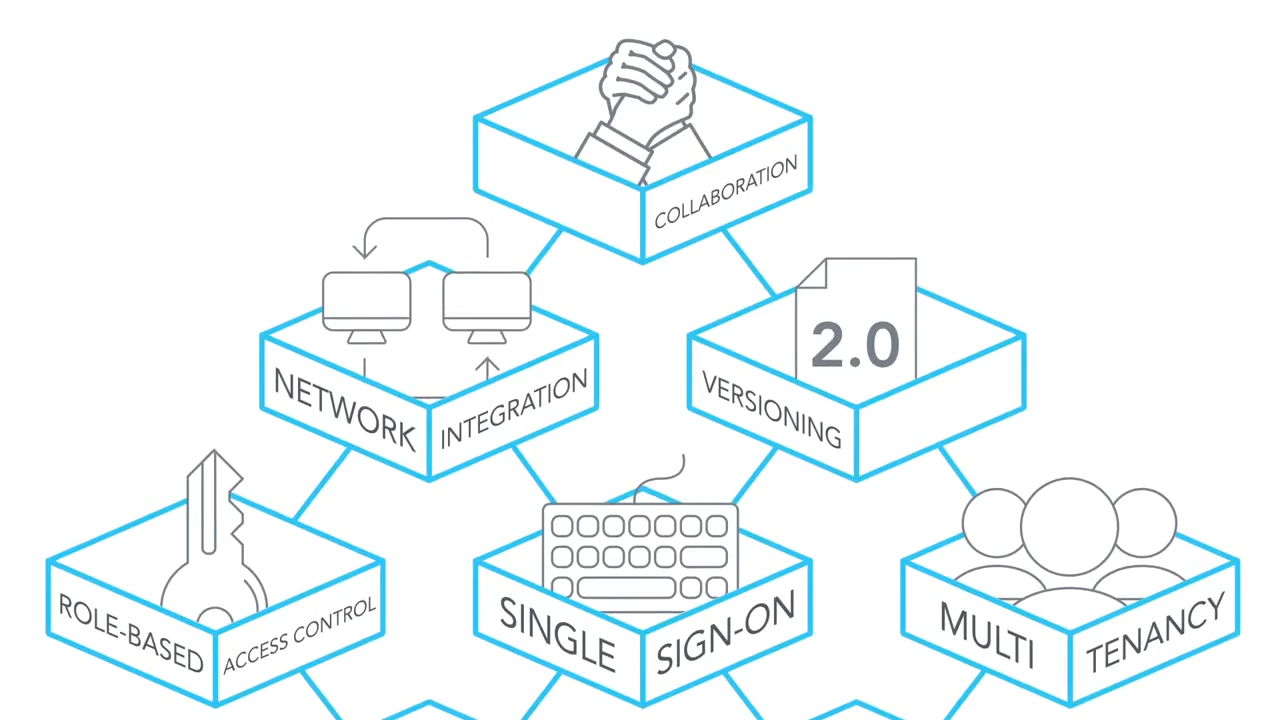 COLLABORATION
NETWORK INTEGRATION
2.0
VERSIONING
ROLE-BASED ACCESS CONTROL
SINGLE SIGN-ON
MULTI TENANCY